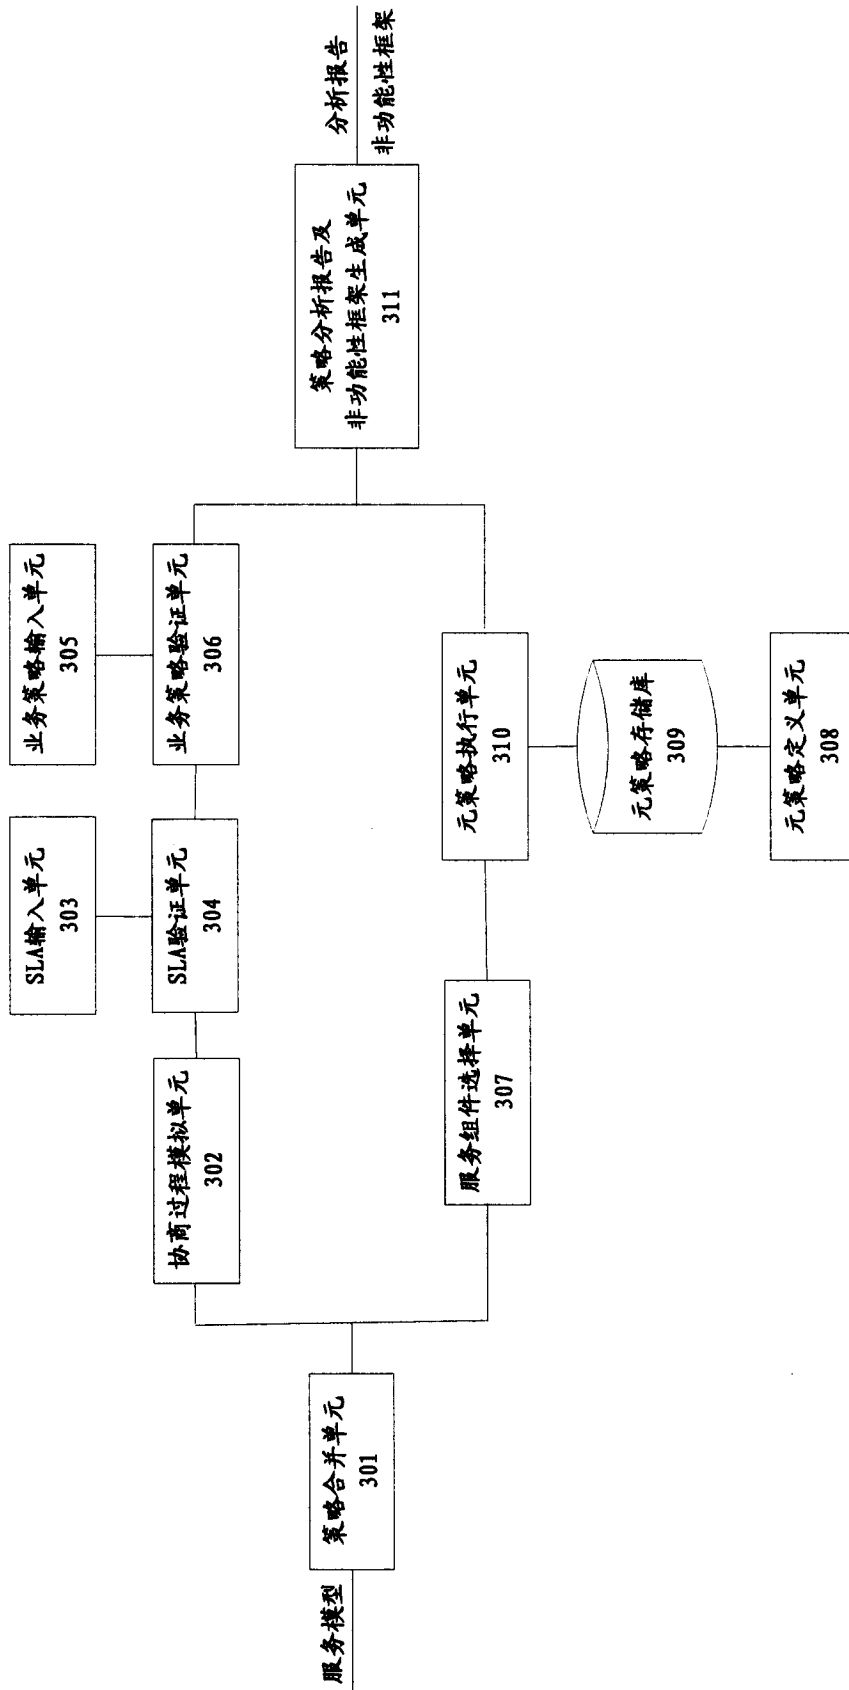 服务模型
策略合并单元
301
协商过程模拟单元
302
SLA输入单元
303
SLA验证单元
304
业务策略输入单元
305
业务策略验证单元
306
服务组件选择单元
307
元策略执行单元
310
元策略存储库
309
元策略定义单元
308
策略分析报告及
非功能性框架生成单元
311
分析报告
非功能性框架